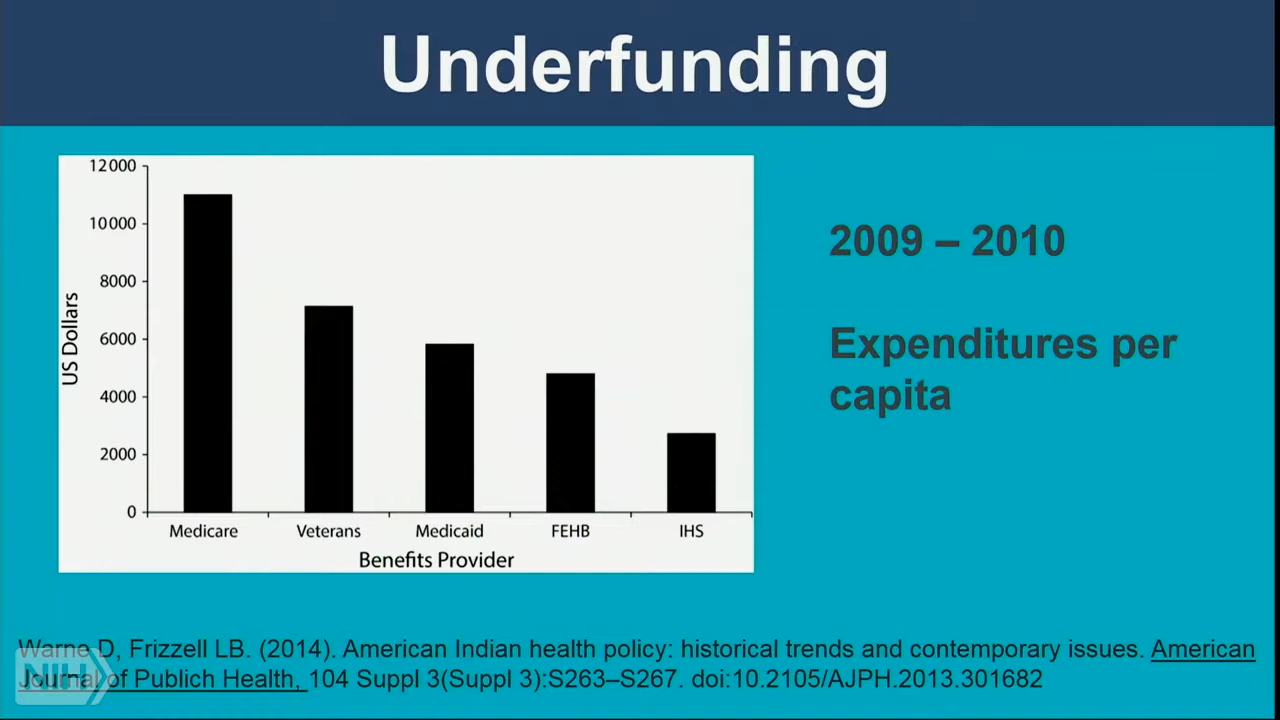 Underfunding
12000
10000
8000
6000
4000
2000
0
US Dollars
Medicare Veterans Medicaid FEHB IHS
Benefits Provider
2009 – 2010
Expenditures per
capita
Warne D, Frizzell LB. (2014). American Indian health policy: historical trends and contemporary issues. American
Journal of Publich Health, 104 Suppl 3(Suppl 3):S263–S267. doi:10.2105/AJPH.2013.301682
NIH